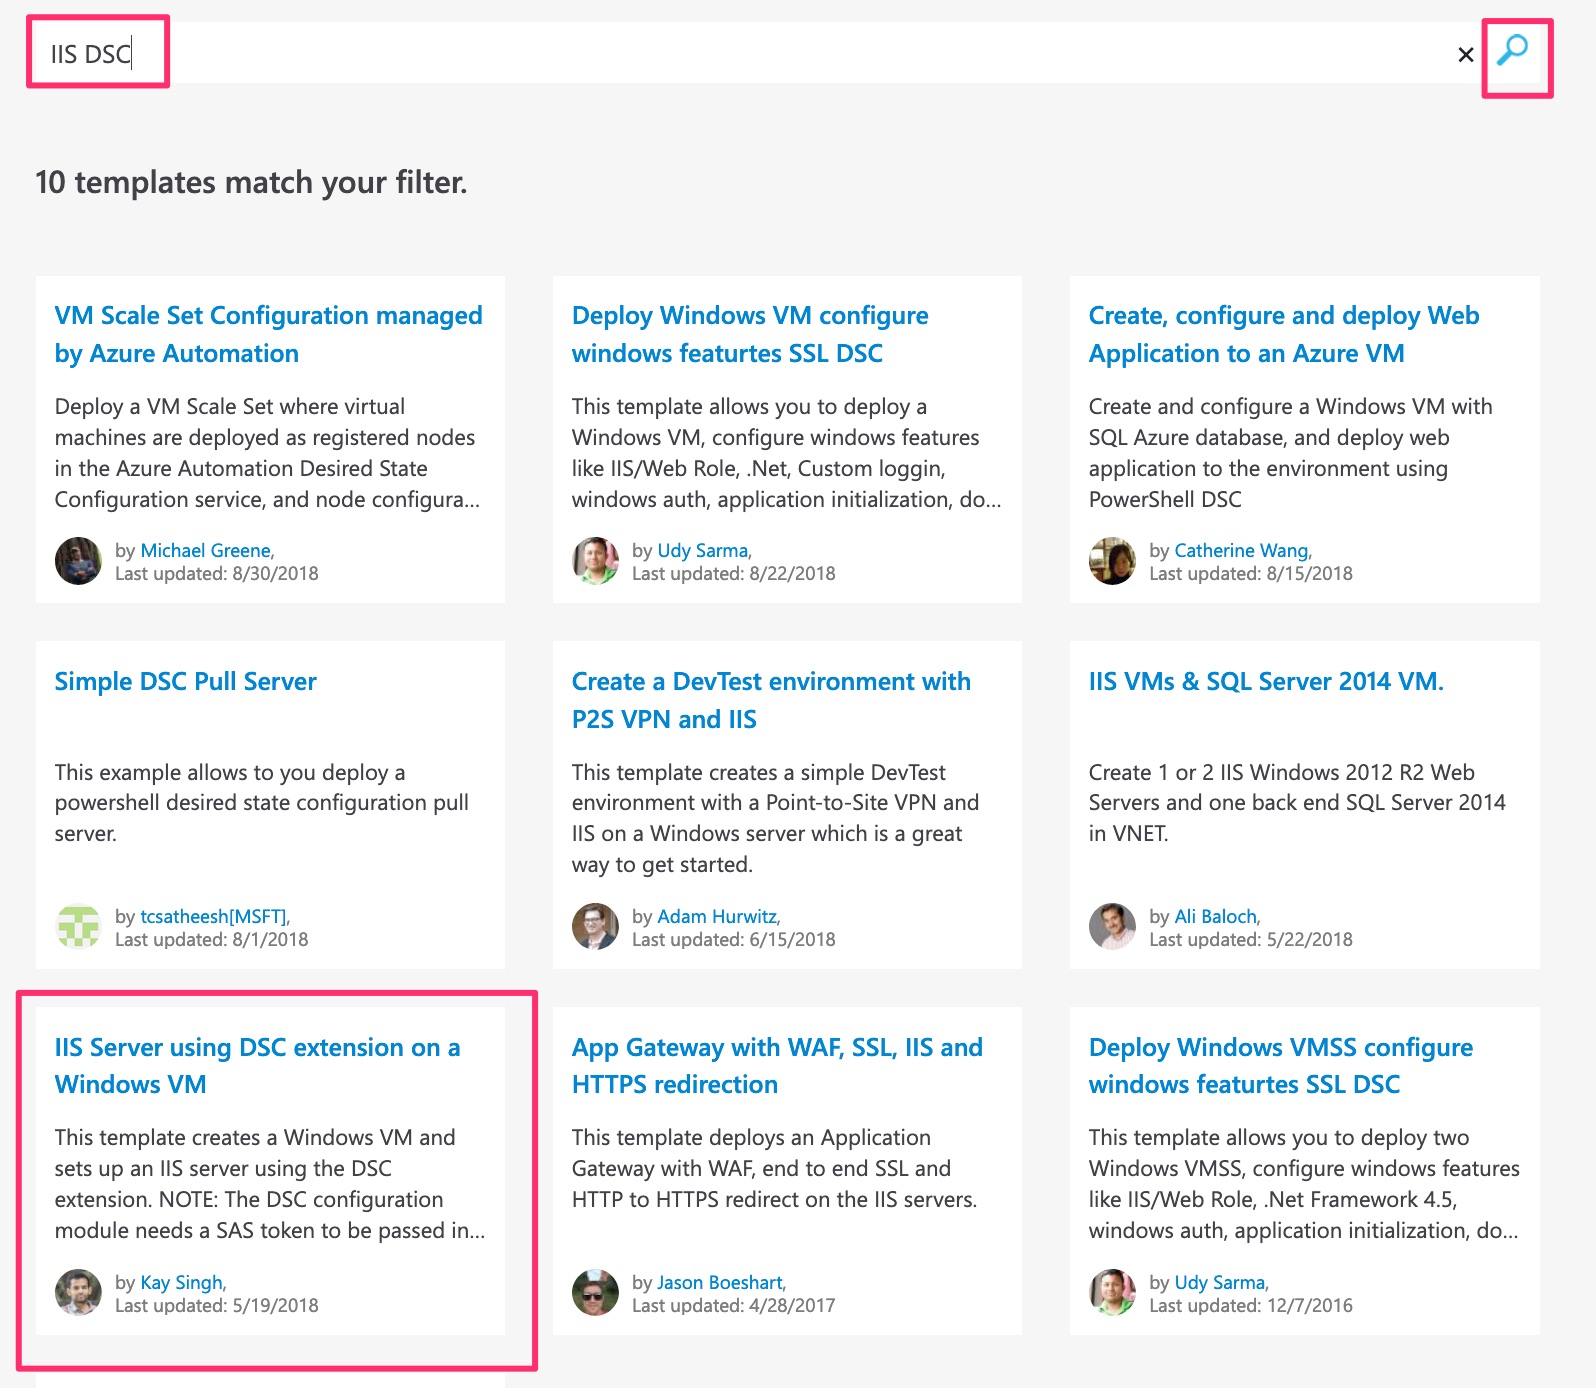 IIS DSC
10 templates match your filter.
VM Scale Set Configuration managed
by Azure Automation
Deploy a VM Scale Set where virtual
machines are deployed as registered nodes
in the Azure Automation Desired State
Configuration service, and node configura...
by Michael Greene,
Last updated: 8/30/2018
Deploy Windows VM configure
windows featurtes SSL DSC
This template allows you to deploy a
Windows VM, configure windows features
like IIS/Web Role, .Net, Custom loggin,
windows auth, application initialization, do...
by Udy Sarma,
Last updated: 8/22/2018
Create, configure and deploy Web
Application to an Azure VM
Create and configure a Windows VM with
SQL Azure database, and deploy web
application to the environment using
PowerShell DSC
by Catherine Wang,
Last updated: 8/15/2018
Simple DSC Pull Server
This example allows to you deploy a
powershell desired state configuration pull
server.
by tcsatheesh[MSFT],
Last updated: 8/1/2018
Create a DevTest environment with
P2S VPN and IIS
This template creates a simple DevTest
environment with a Point-to-Site VPN and
IIS on a Windows server which is a great
way to get started.
by Adam Hurwitz,
Last updated: 6/15/2018
IIS VMs & SQL Server 2014 VM.
Create 1 or 2 IIS Windows 2012 R2 Web
Servers and one back end SQL Server 2014
in VNET.
by Ali Baloch,
Last updated: 5/22/2018
IIS Server using DSC extension on a
Windows VM
This template creates a Windows VM and
sets up an IIS server using the DSC
extension. NOTE: The DSC configuration
module needs a SAS token to be passed in...
by Kay Singh,
Last updated: 5/19/2018
App Gateway with WAF, SSL, IIS and
HTTPS redirection
This template deploys an Application
Gateway with WAF, end to end SSL and
HTTP to HTTPS redirect on the IIS servers.
by Jason Boeshart,
Last updated: 4/28/2017
Deploy Windows VMSS configure
windows featurtes SSL DSC
This template allows you to deploy two
Windows VMSS, configure windows features
like IIS/Web Role, .Net Framework 4.5,
windows auth, application initialization, do...
by Udy Sarma,
Last updated: 12/7/2016